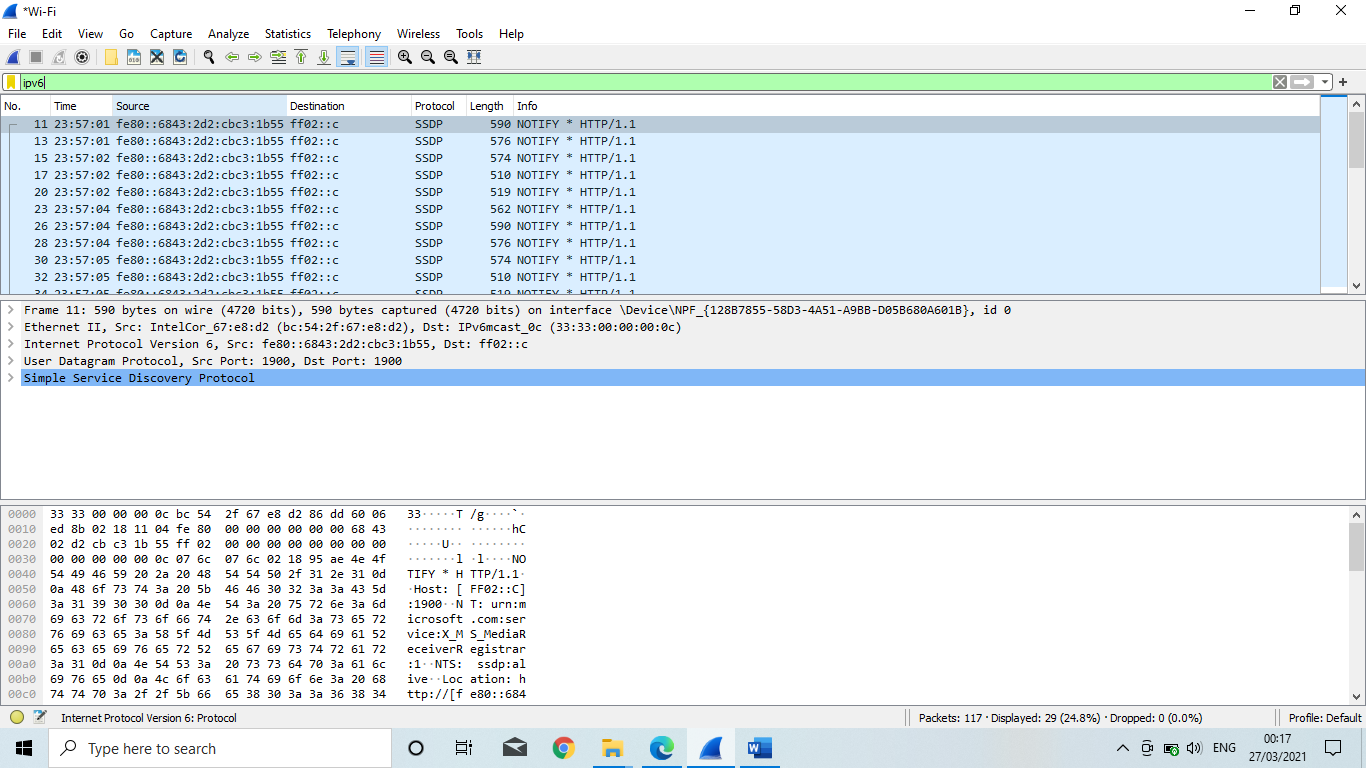 *Wi-Fi
File Edit View Go Capture Analyze Statistics Telephony Wireless Tools Help
ipv6
No. Time Source Destination Protocol Length Info
11 23:57:01 fe80::6843:2d2:cbc3:1b55 ff02::c SSDP 590 NOTIFY * HTTP/1.1
13 23:57:01 fe80::6843:2d2:cbc3:1b55 ff02::c SSDP 576 NOTIFY * HTTP/1.1
15 23:57:02 fe80::6843:2d2:cbc3:1b55 ff02::c SSDP 574 NOTIFY * HTTP/1.1
17 23:57:02 fe80::6843:2d2:cbc3:1b55 ff02::c SSDP 510 NOTIFY * HTTP/1.1
20 23:57:02 fe80::6843:2d2:cbc3:1b55 ff02::c SSDP 519 NOTIFY * HTTP/1.1
23 23:57:04 fe80::6843:2d2:cbc3:1b55 ff02::c SSDP 562 NOTIFY * HTTP/1.1
26 23:57:04 fe80::6843:2d2:cbc3:1b55 ff02::c SSDP 590 NOTIFY * HTTP/1.1
28 23:57:04 fe80::6843:2d2:cbc3:1b55 ff02::c SSDP 576 NOTIFY * HTTP/1.1
30 23:57:05 fe80::6843:2d2:cbc3:1b55 ff02::c SSDP 574 NOTIFY * HTTP/1.1
32 23:57:05 fe80::6843:2d2:cbc3:1b55 ff02::c SSDP 510 NOTIFY * HTTP/1.1
34 23:57:05 fe80::6843:2d2:cbc3:1b55 ff02::c SSDP 519 NOTIFY * HTTP/1.1
Frame 11: 590 bytes on wire (4720 bits), 590 bytes captured (4720 bits) on interface \Device\NPF_{128B7855-58D3-4A51-A9BB-D05B680A601B}, id 0
Ethernet II, Src: IntelCor_67:e8:d2 (bc:54:2f:67:e8:d2), Dst: IPv6mcast_0c (33:33:00:00:00:0c)
Internet Protocol Version 6, Src: fe80::6843:2d2:cbc3:1b55, Dst: ff02::c
User Datagram Protocol, Src Port: 1900, Dst Port: 1900
Simple Service Discovery Protocol
0000 33 33 00 00 00 0c bc 54 2f 67 e8 d2 86 dd 60 06 33·····T /g····`·
0010 ed 8b 02 18 11 04 fe 80 00 00 00 00 00 00 68 43 ········ ······hC
0020 02 d2 cb c3 1b 55 ff 02 00 00 00 00 00 00 00 00 ·····U·· ········
0030 00 00 00 00 00 0c 07 6c 07 6c 02 18 95 ae 4e 4f ·······l ·l····NO
0040 54 49 46 59 20 2a 20 48 54 54 50 2f 31 2e 31 0d TIFY * H TTP/1.1·
0050 0a 48 6f 73 74 3a 20 5b 46 46 30 32 3a 3a 43 5d ·Host: [ FF02::C]
0060 3a 31 39 30 30 0d 0a 4e 54 3a 20 75 72 6e 3a 6d :1900··N T: urn:m
0070 69 63 72 6f 73 6f 66 74 2e 63 6f 6d 3a 73 65 72 icrosoft .com:ser
0080 76 69 63 65 3a 58 5f 4d 53 5f 4d 65 64 69 61 52 vice:X_M S_MediaR
0090 65 63 65 69 76 65 72 52 65 67 69 73 74 72 61 72 eceiverR egistrar
00a0 3a 31 0d 0a 4e 54 53 3a 20 73 73 64 70 3a 61 6c :1··NTS: ssdp:al
00b0 69 76 65 0d 0a 4c 6f 63 61 74 69 6f 6e 3a 20 68 ive··Loc ation: h
00c0 74 74 70 3a 2f 2f 5b 66 65 38 30 3a 3a 36 38 34 ttp://[f e80::684
Internet Protocol Version 6: Protocol Packets: 117 · Displayed: 29 (24.8%) · Dropped: 0 (0.0%) Profile: Default
Type here to search ENG 00:17
27/03/2021